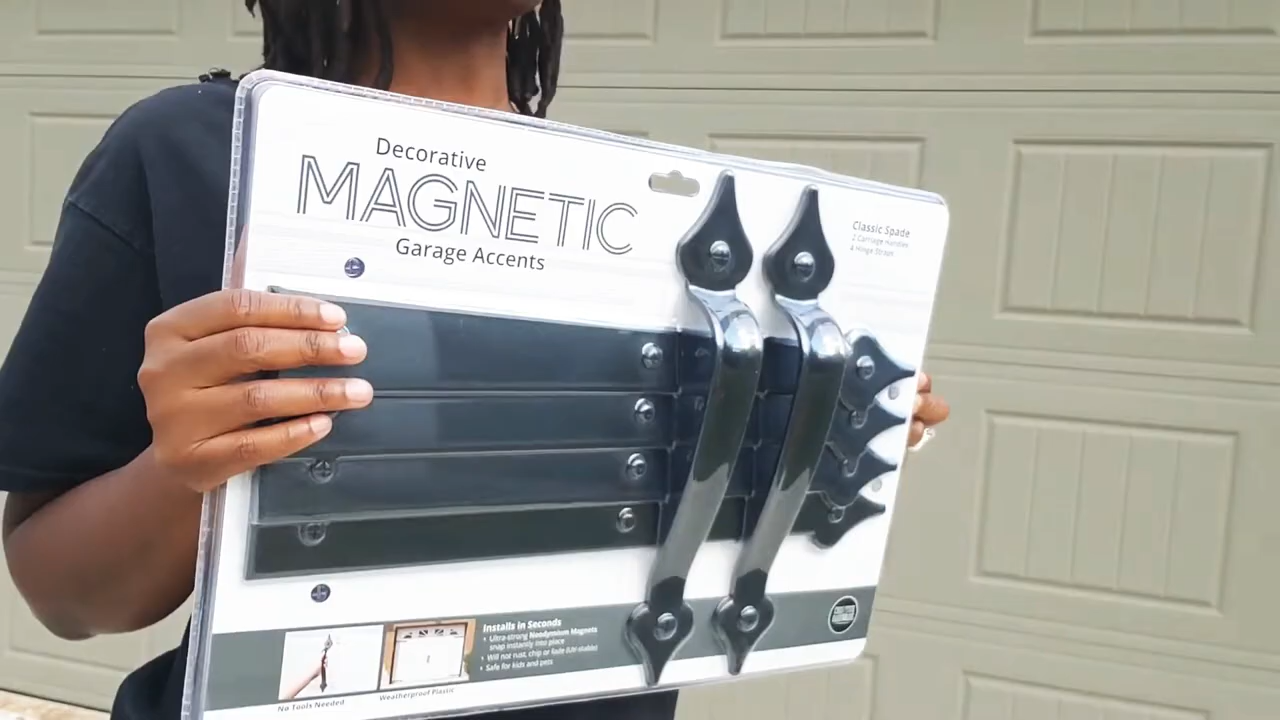 Decorative
MAGNETIC
Garage Accents
Classic Spade
2 Carriage Handles
4 Hinge Straps
Installs in Seconds
• Ultra-strong Neodymium Magnets
snap instantly into place
• Will not rust, chip or fade (UV-stable)
• Safe for kids and pets
No Tools Needed
Weatherproof Plastic